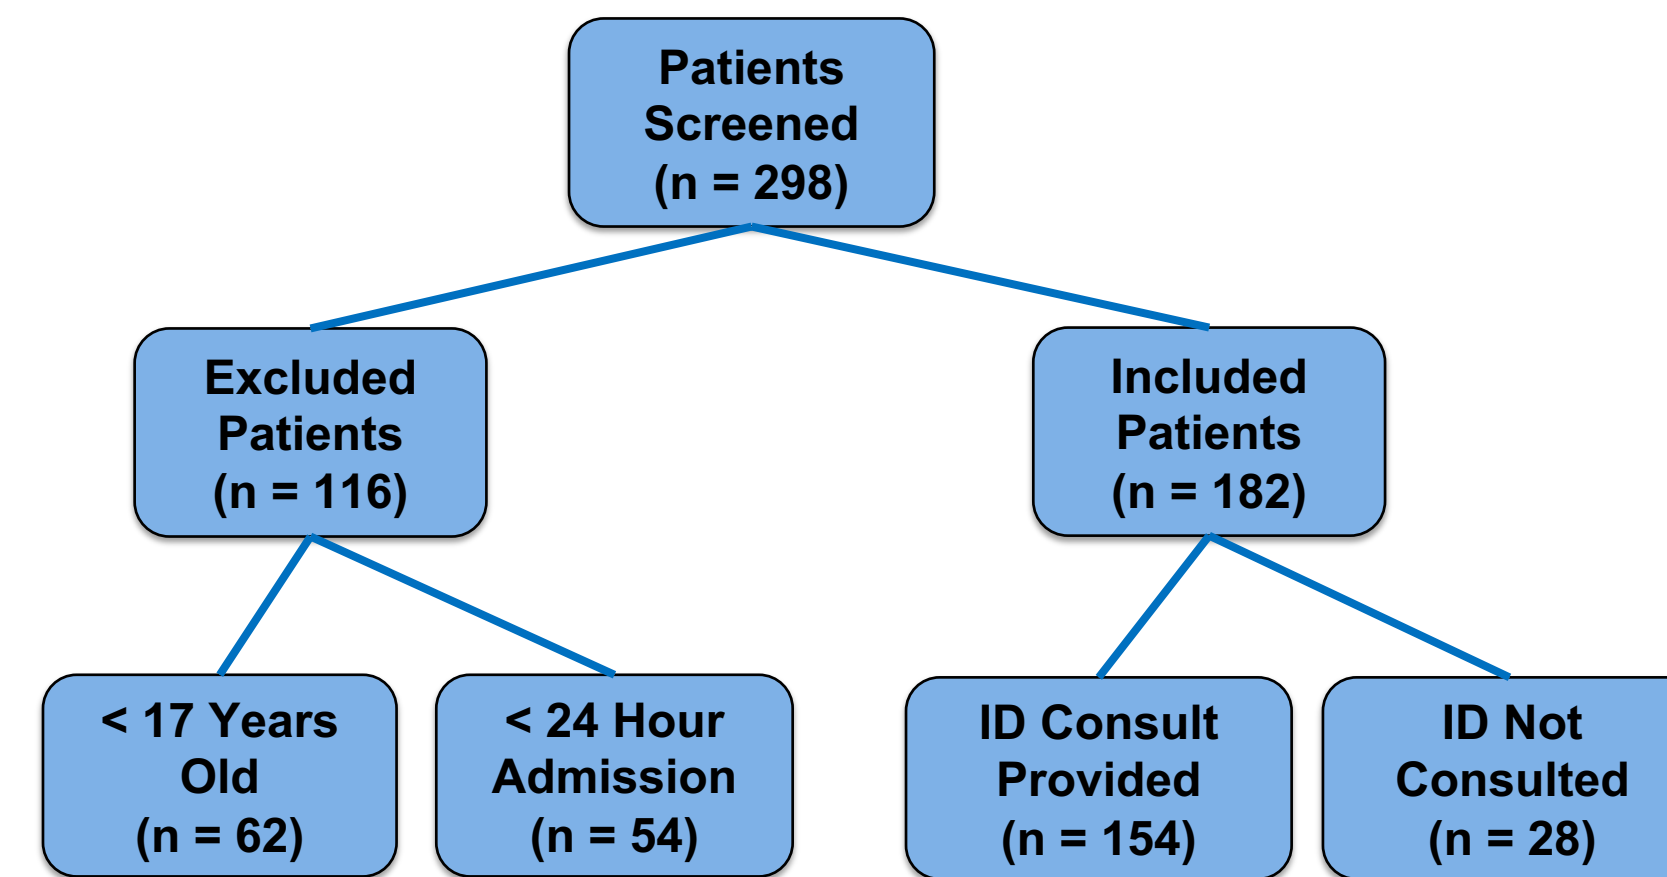 Patients
Screened
(n = 298)
Excluded
Patients
(n = 116)
Included
Patients
(n = 182)
< 17 Years
Old
(n = 62)
< 24 Hour
Admission
(n = 54)
ID Consult
Provided
(n = 154)
ID Not
Consulted
(n = 28)